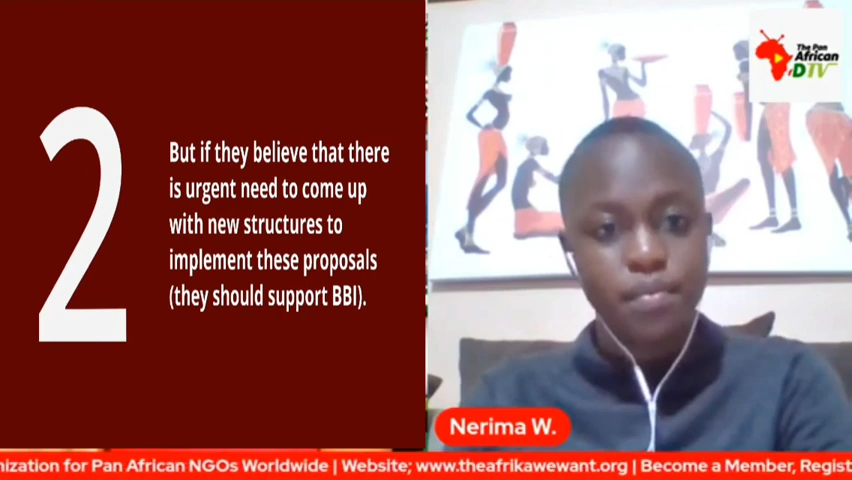 2
But if they believe that there
is urgent need to come up
with new structures to
implement these proposals
(they should support BBI).
The Pan
African
DTV
Nerima W.
nization for Pan African NGOs Worldwide | Website; www.theafrikawewant.org | Become a Member, Regist